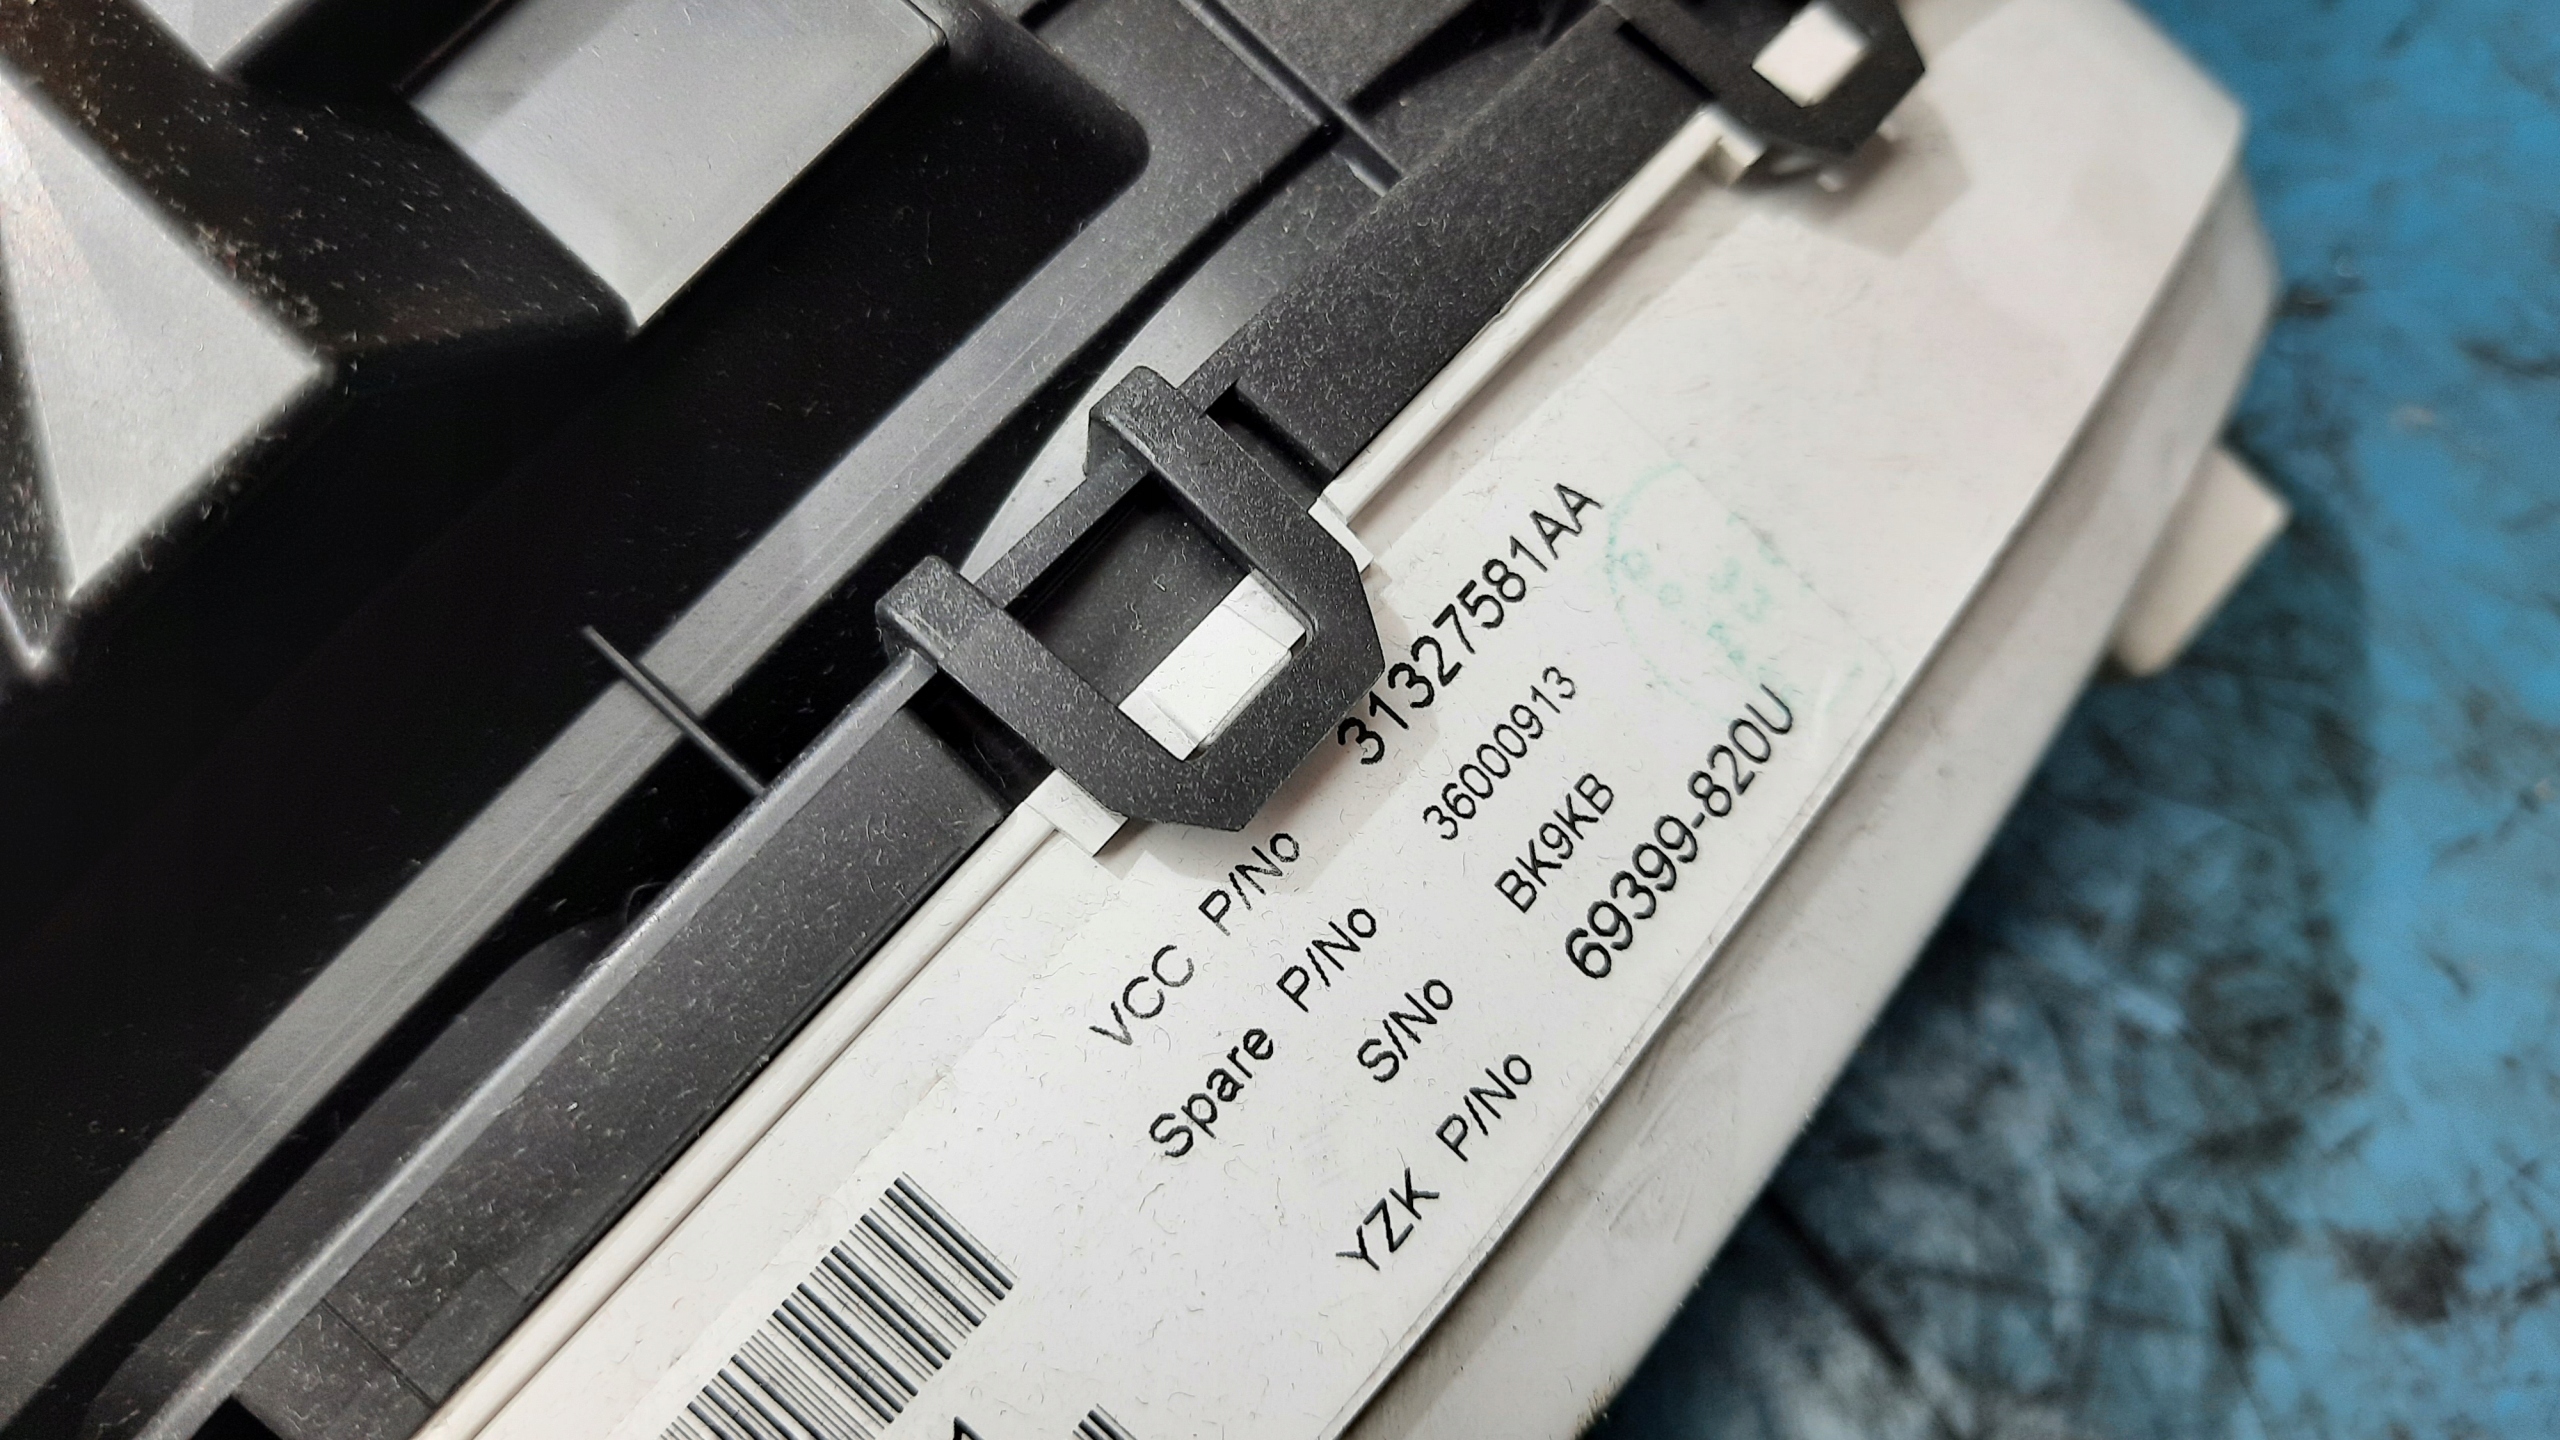 VCC P/No 31327581AA
Spare P/No 36000913
S/No BK9KB
YZK P/No 69399-820U